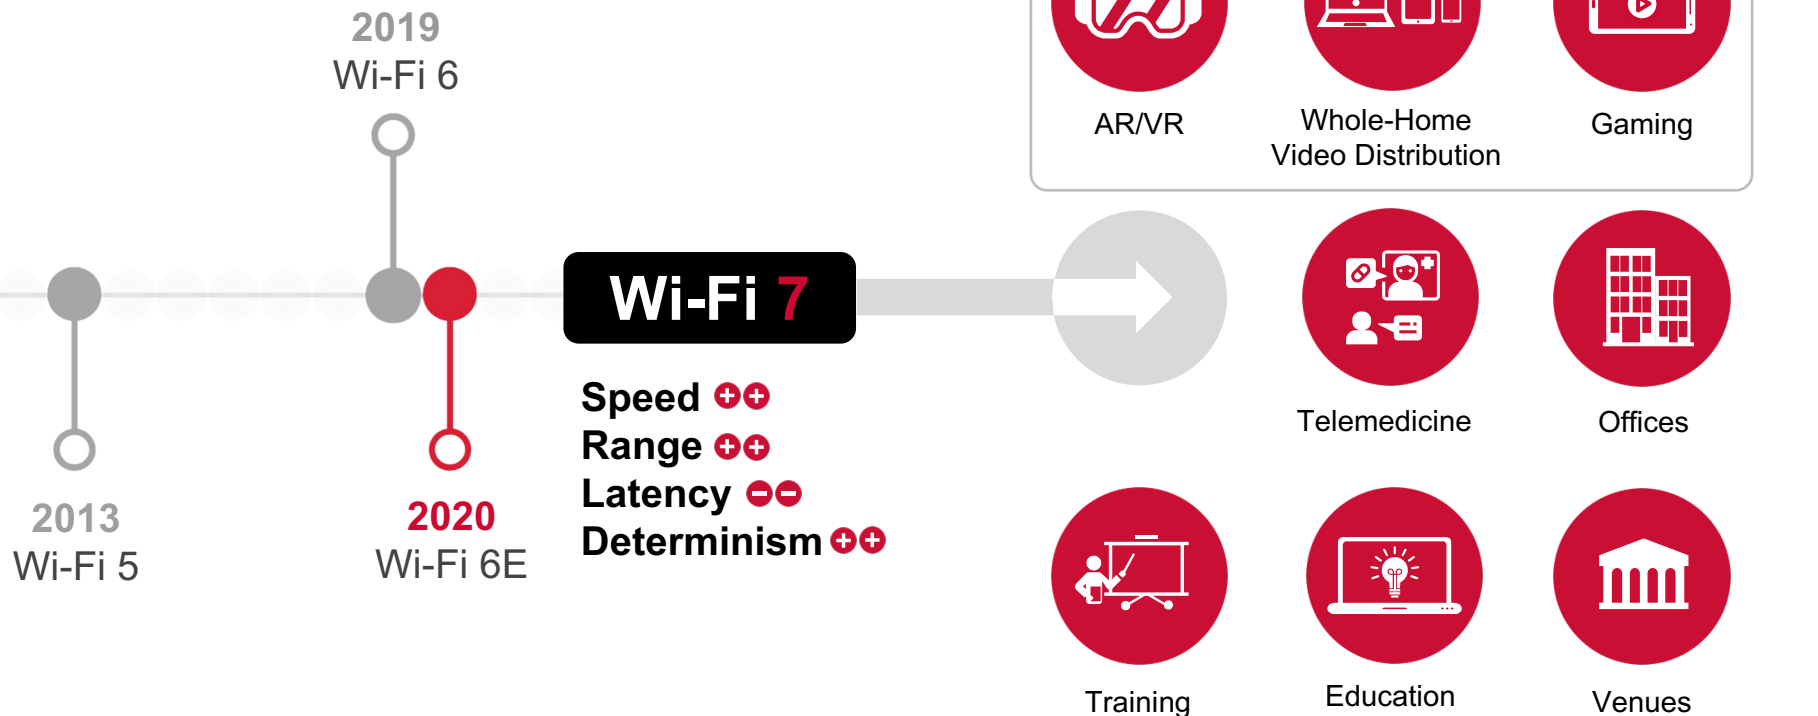 2019
Wi-Fi 6
2013
Wi-Fi 5
2020
Wi-Fi 6E
Wi-Fi 7
Speed ++
Range ++
Latency −−
Determinism ++
AR/VR
Whole-Home
Video Distribution
Gaming
Telemedicine
Offices
Training
Education
Venues